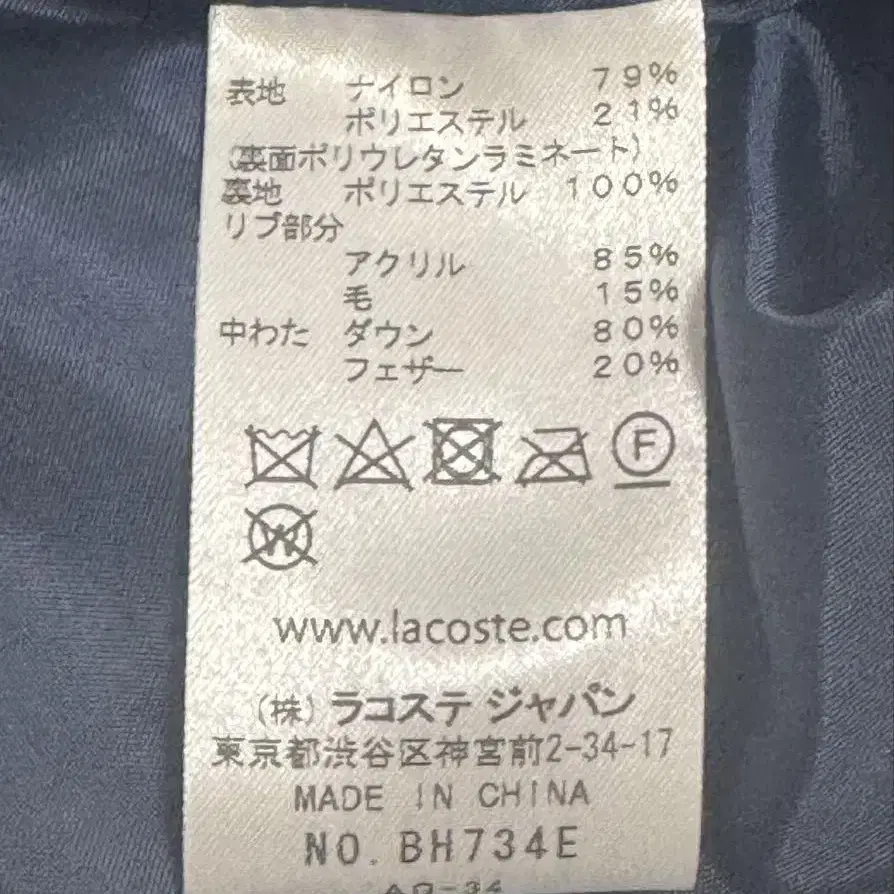 表地 ナイロン 79%
ポリエステル 21%
(裏面ポリウレタンラミネート)
裏地 ポリエステル 100%
リブ部分
アクリル 85%
毛 15%
中わた ダウン 80%
フェザー 20%
F
W
www.lacoste.com
(株) ラコステ ジャパン
東京都渋谷区神宮前2-34-17
MADE IN CHINA
NO. BH734E